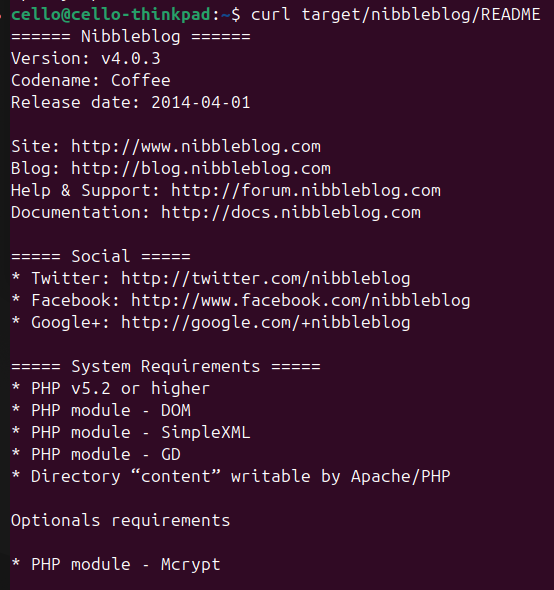 cello@cello-thinkpad:~$ curl target/nibbleblog/README
====== Nibbleblog ======
Version: v4.0.3
Codename: Coffee
Release date: 2014-04-01
Site: http://www.nibbleblog.com
Blog: http://blog.nibbleblog.com
Help & Support: http://forum.nibbleblog.com
Documentation: http://docs.nibbleblog.com
===== Social =====
* Twitter: http://twitter.com/nibbleblog
* Facebook: http://www.facebook.com/nibbleblog
* Google+: http://google.com/+nibbleblog
===== System Requirements =====
* PHP v5.2 or higher
* PHP module - DOM
* PHP module - SimpleXML
* PHP module - GD
* Directory “content” writable by Apache/PHP
Optionals requirements
* PHP module - Mcrypt